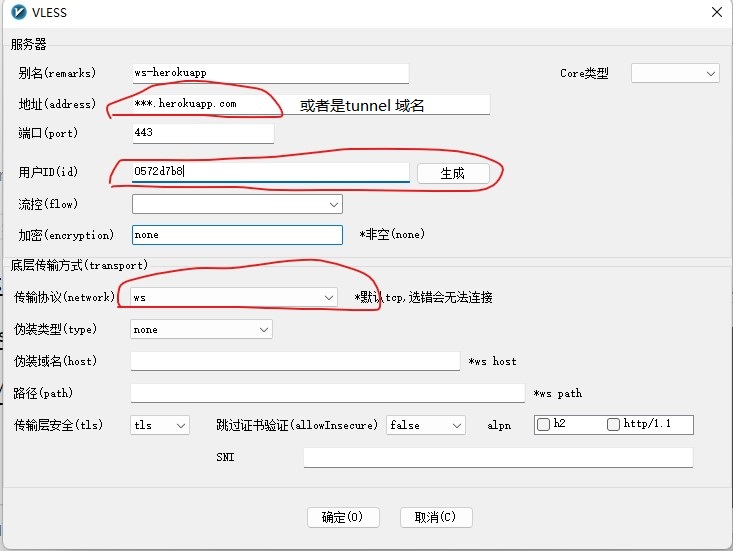 VLESS
服务器
别名(remarks) ws-herokuapp Core类型
地址(address) ***.herokuapp.com 或者是tunnel 域名
端口(port) 443
用户ID(id) 0572d7b8 生成
流控(flow)
加密(encryption) none *非空(none)
底层传输方式(transport)
传输协议(network) ws *默认tcp,选错会无法连接
伪装类型(type) none
伪装域名(host) *ws host
路径(path) *ws path
传输层安全(tls) tls 跳过证书验证(allowInsecure) false alpn h2 http/1.1
SNI
确定(O) 取消(C)